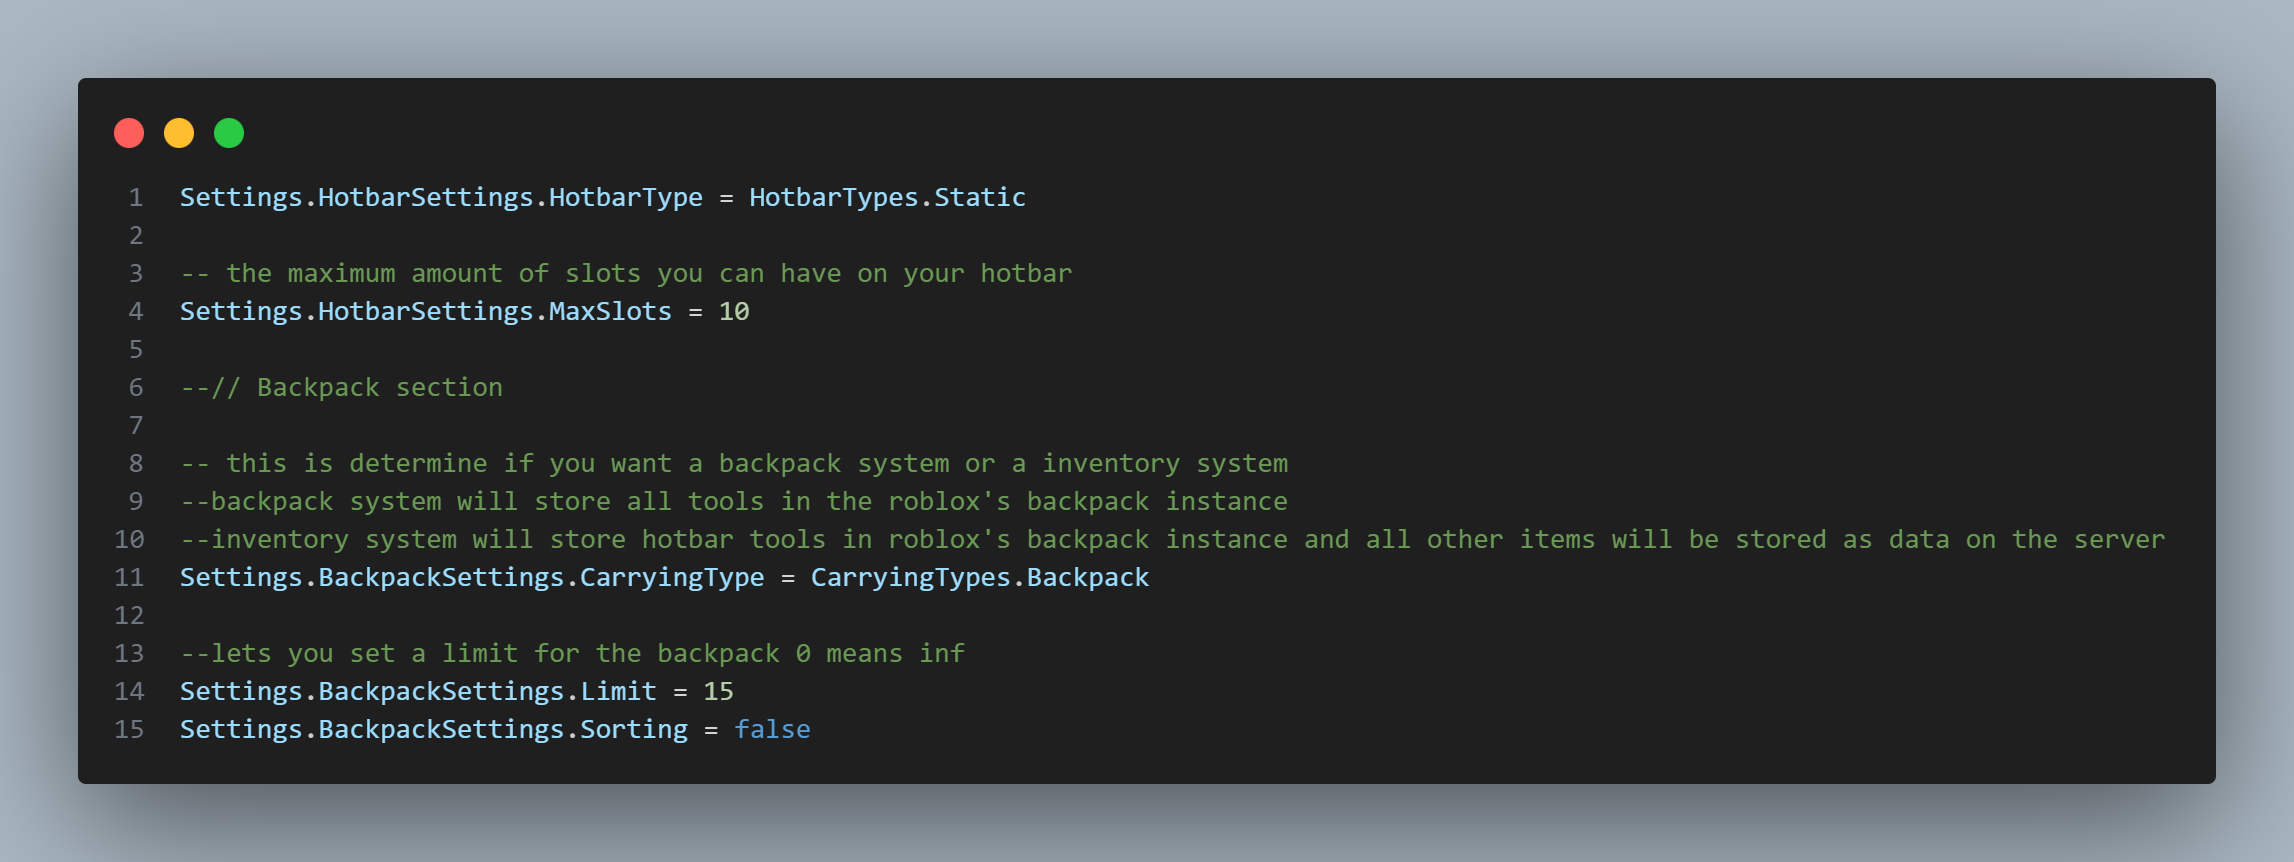 1 Settings.HotbarSettings.HotbarType = HotbarTypes.Static
2
3 -- the maximum amount of slots you can have on your hotbar
4 Settings.HotbarSettings.MaxSlots = 10
5
6 --// Backpack section
7
8 -- this is determine if you want a backpack system or a inventory system
9 --backpack system will store all tools in the roblox's backpack instance
10 --inventory system will store hotbar tools in roblox's backpack instance and all other items will be stored as data on the server
11 Settings.BackpackSettings.CarryingType = CarryingTypes.Backpack
12
13 --lets you set a limit for the backpack 0 means inf
14 Settings.BackpackSettings.Limit = 15
15 Settings.BackpackSettings.Sorting = false